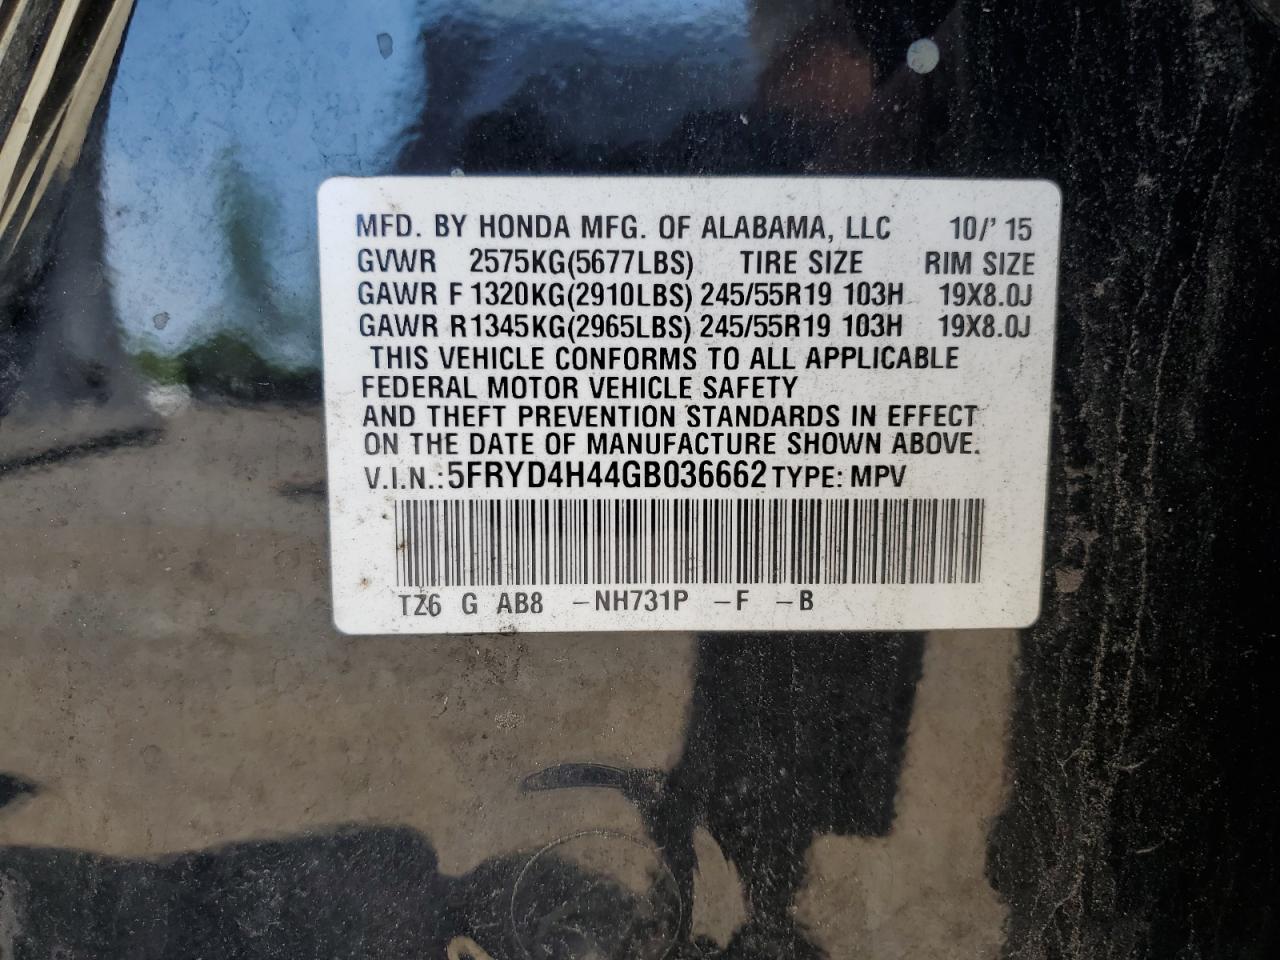 MFD. BY HONDA MFG. OF ALABAMA, LLC 10/' 15
GVWR 2575KG(5677LBS) TIRE SIZE RIM SIZE
GAWR F 1320KG(2910LBS) 245/55R19 103H 19X8.0J
GAWR R1345KG(2965LBS) 245/55R19 103H 19X8.0J
THIS VEHICLE CONFORMS TO ALL APPLICABLE
FEDERAL MOTOR VEHICLE SAFETY
AND THEFT PREVENTION STANDARDS IN EFFECT
ON THE DATE OF MANUFACTURE SHOWN ABOVE.
V.I.N.:5FRYD4H44GB036662 TYPE: MPV
TZ6 G AB8 -NH731P -F -B